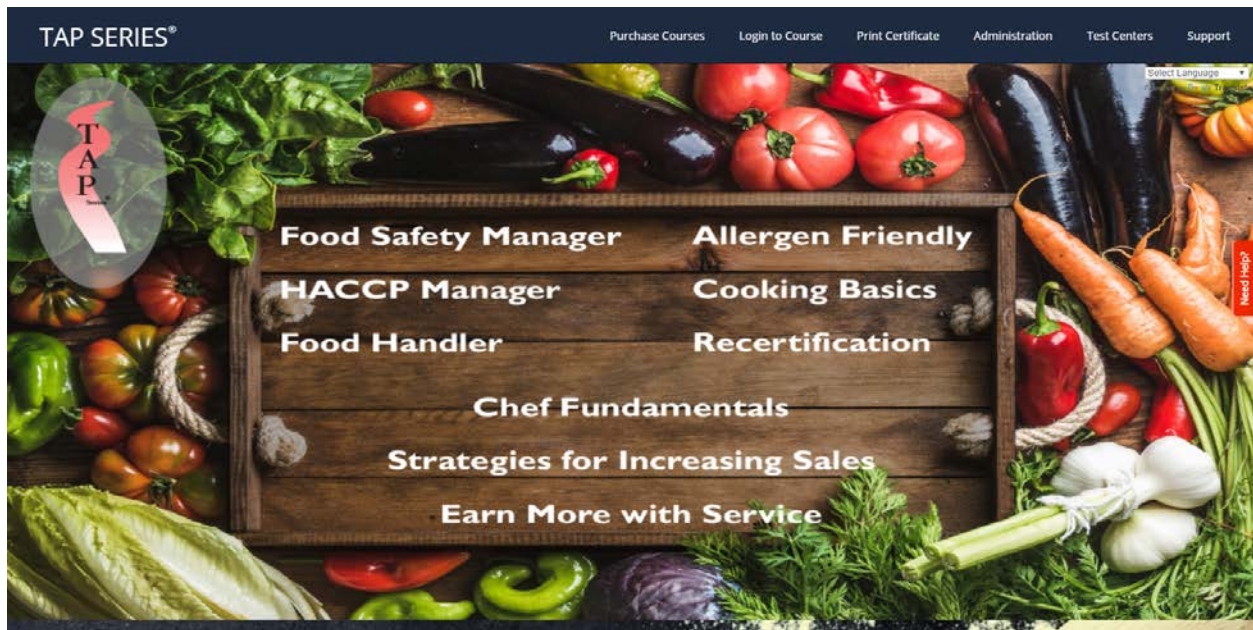 TAP SERIES®
Purchase Courses Login to Course Print Certificate Administration Test Centers Support
Select Language
TAP
Food Safety Manager Allergen Friendly
Need Help?
HACCP Manager Cooking Basics
Food Handler Recertification
Chef Fundamentals
Strategies for Increasing Sales
Earn More with Service